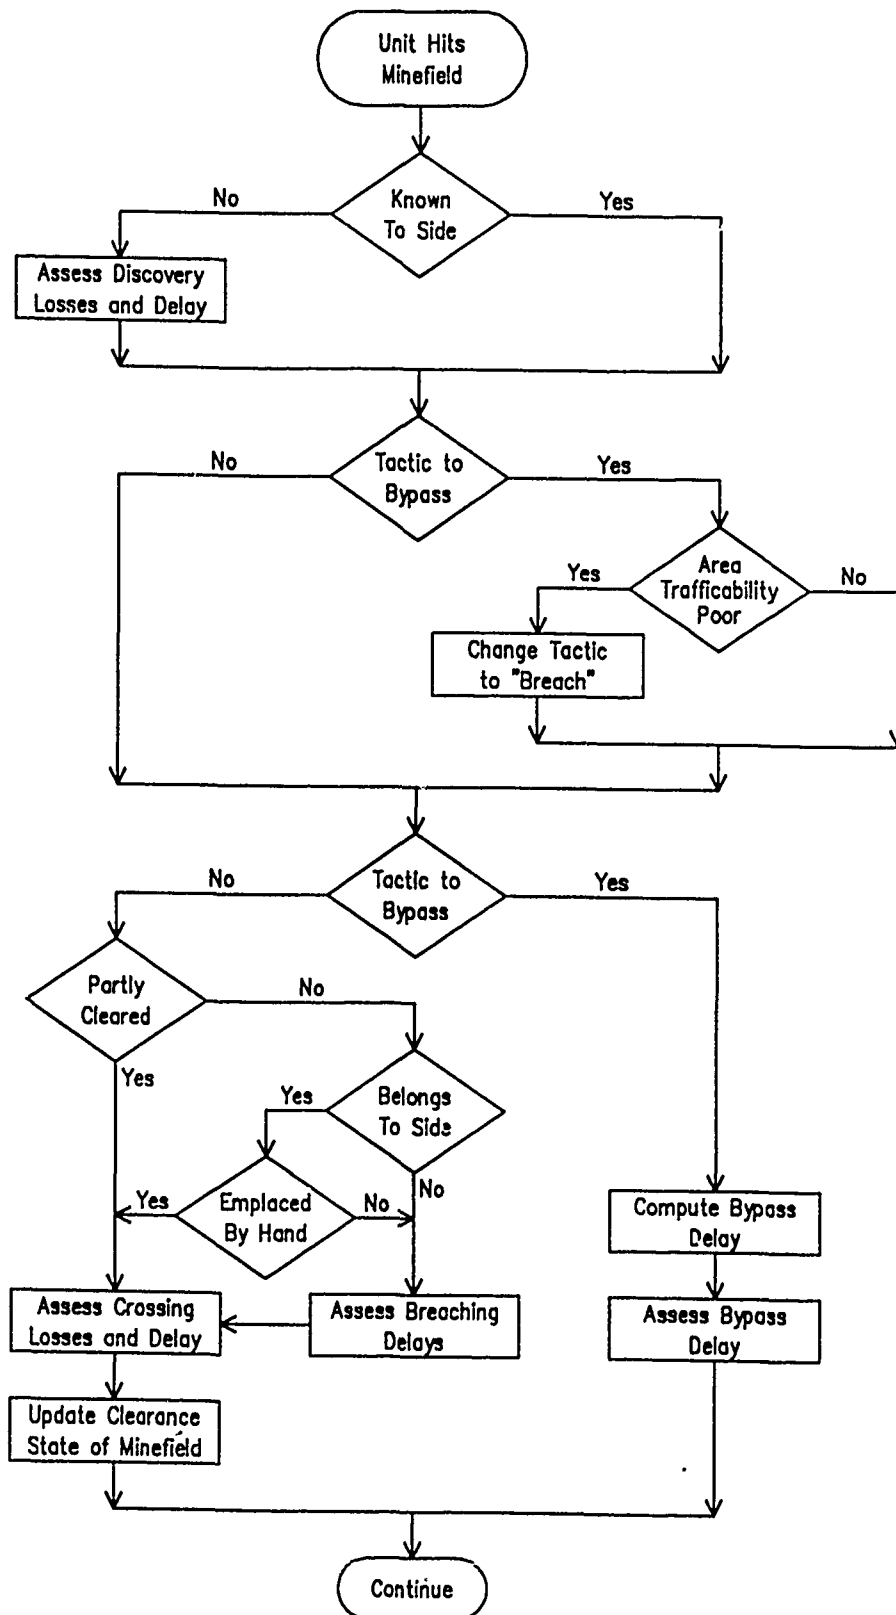 Unit Hits
Minefield
No
Known
To Side
Yes
Assess Discovery
Losses and Delay
No
Tactic to
Bypass
Yes
Yes
Area
Trafficability
Poor
No
Change Tactic
to "Breach"
No
Tactic to
Bypass
Yes
Partly
Cleared
No
Yes
Yes
Belongs
To Side
Yes
Emplaced
By Hand
No
No
Compute Bypass
Delay
Assess Crossing
Losses and Delay
Assess Breaching
Delays
Assess Bypass
Delay
Update Clearance
State of Minefield
Continue